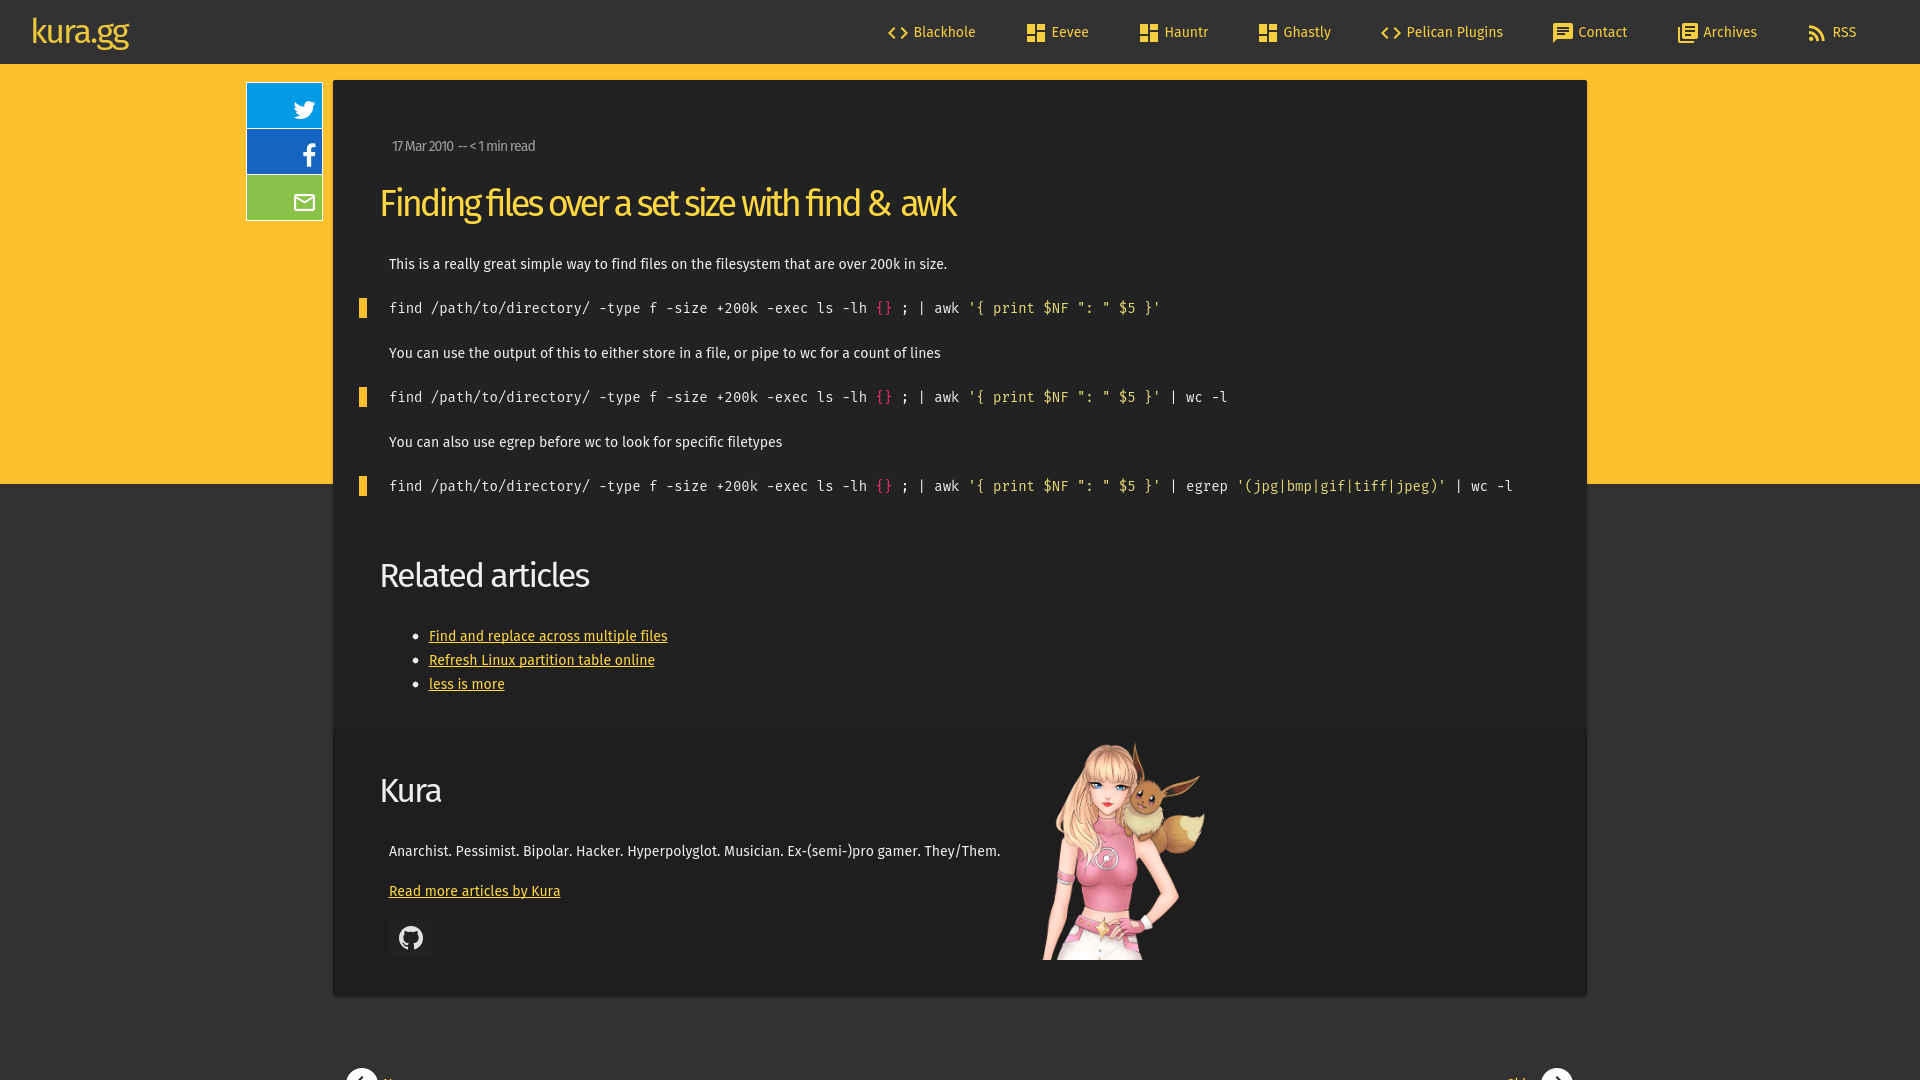 kura.gg
Blackhole
Eevee
Hauntr
Ghastly
Pelican Plugins
Contact
Archives
RSS
17 Mar 2010 -- < 1 min read
Finding files over a set size with find & awk
This is a really great simple way to find files on the filesystem that are over 200k in size.
find /path/to/directory/ -type f -size +200k -exec ls -lh {} ; | awk '{ print $NF ": " $5 }'
You can use the output of this to either store in a file, or pipe to wc for a count of lines
find /path/to/directory/ -type f -size +200k -exec ls -lh {} ; | awk '{ print $NF ": " $5 }' | wc -l
You can also use egrep before wc to look for specific filetypes
find /path/to/directory/ -type f -size +200k -exec ls -lh {} ; | awk '{ print $NF ": " $5 }' | egrep '(jpg|bmp|gif|tiff|jpeg)' | wc -l
Related articles
Find and replace across multiple files
Refresh Linux partition table online
less is more
Kura
Anarchist. Pessimist. Bipolar. Hacker. Hyperpolyglot. Musician. Ex-(semi-)pro gamer. They/Them.
Read more articles by Kura